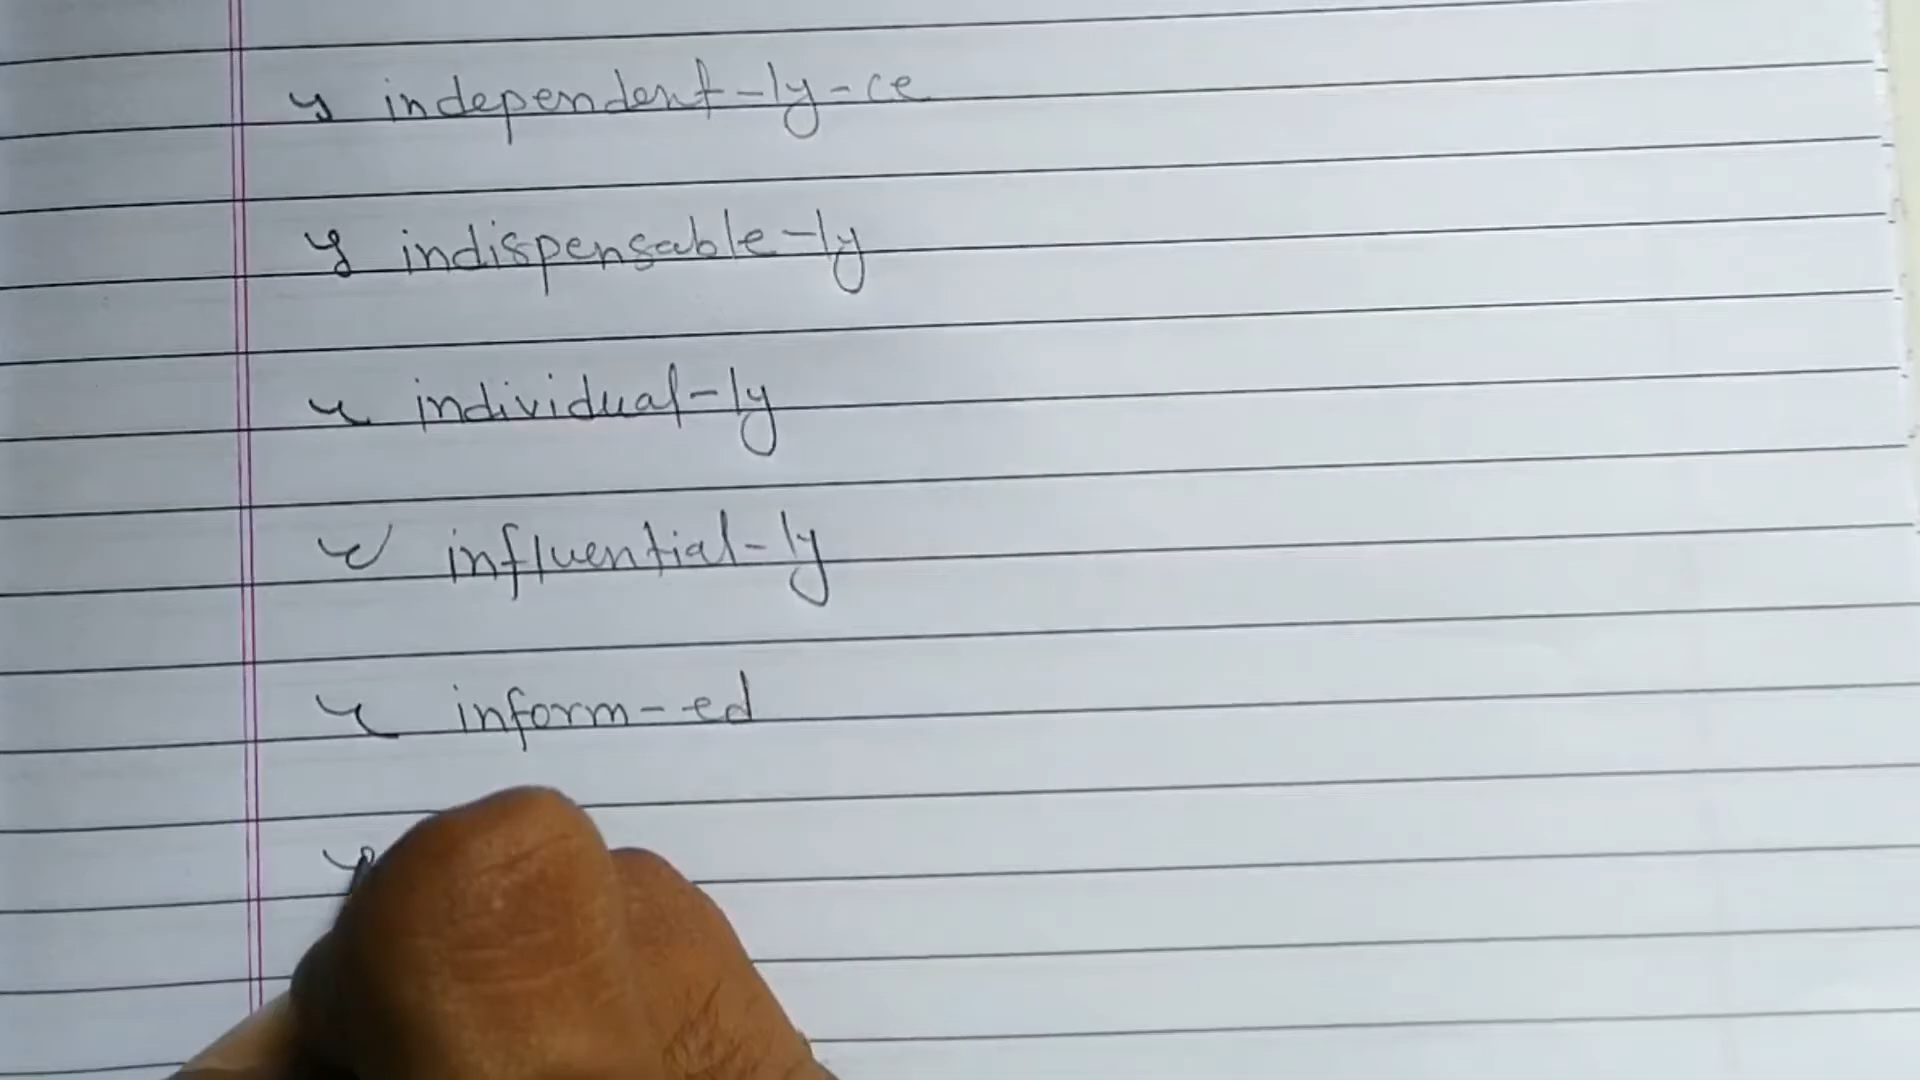 independent-ly-ce
indispensable-ly
individual-ly
influential-ly
inform-ed